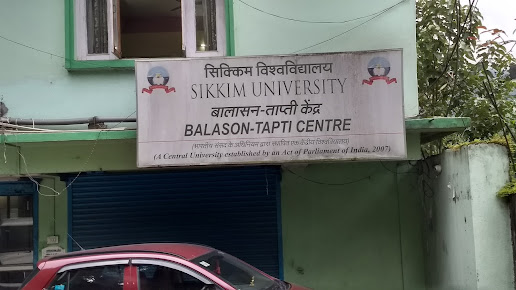 सिक्किम विश्वविद्यालय
SIKKIM UNIVERSITY
बालासन-ताप्ती केंद्र
BALASON-TAPTI CENTRE
(A Central University established by an Act of Parliament of India, 2007)